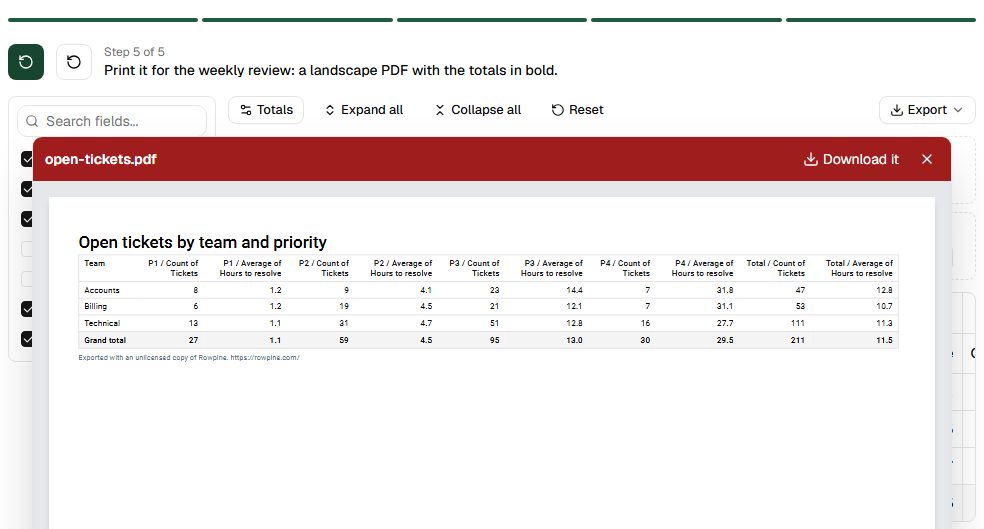 Step 5 of 5
Print it for the weekly review: a landscape PDF with the totals in bold.
Search fields...
Totals
Expand all
Collapse all
Reset
Export
open-tickets.pdf
Download it
Open tickets by team and priority
Team P1 / Count of Tickets P1 / Average of Hours to resolve P2 / Count of Tickets P2 / Average of Hours to resolve P3 / Count of Tickets P3 / Average of Hours to resolve P4 / Count of Tickets P4 / Average of Hours to resolve Total / Count of Tickets Total / Average of Hours to resolve
Accounts 8 1.2 9 4.1 23 14.4 7 31.8 47 12.8
Billing 6 1.2 19 4.5 21 12.1 7 31.1 53 10.7
Technical 13 1.1 31 4.7 51 12.8 16 27.7 111 11.3
Grand total 27 1.1 59 4.5 95 13.0 30 29.5 211 11.5
Exported with an unlicensed copy of Rowpine. https://rowpine.com/